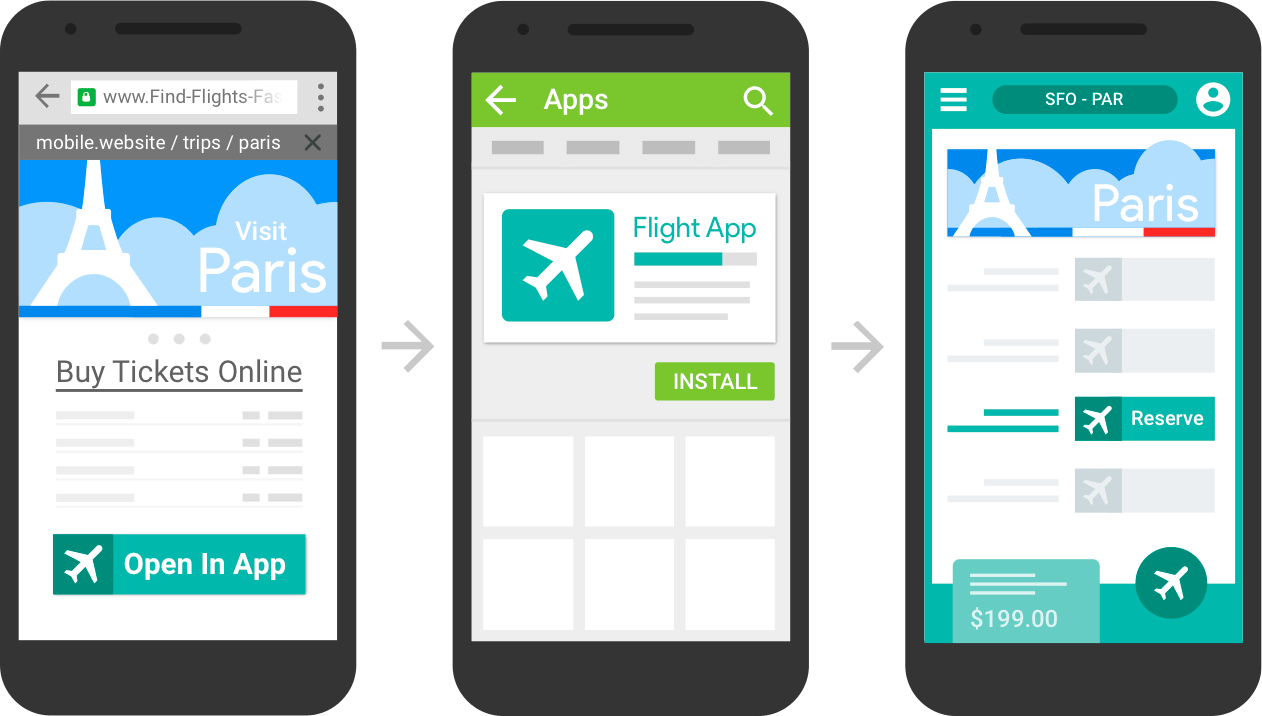 www.Find-Flights-Fas
mobile.website / trips / paris
Visit
Paris
Buy Tickets Online
Open In App
Apps
Flight App
INSTALL
SFO - PAR
Paris
Reserve
$199.00